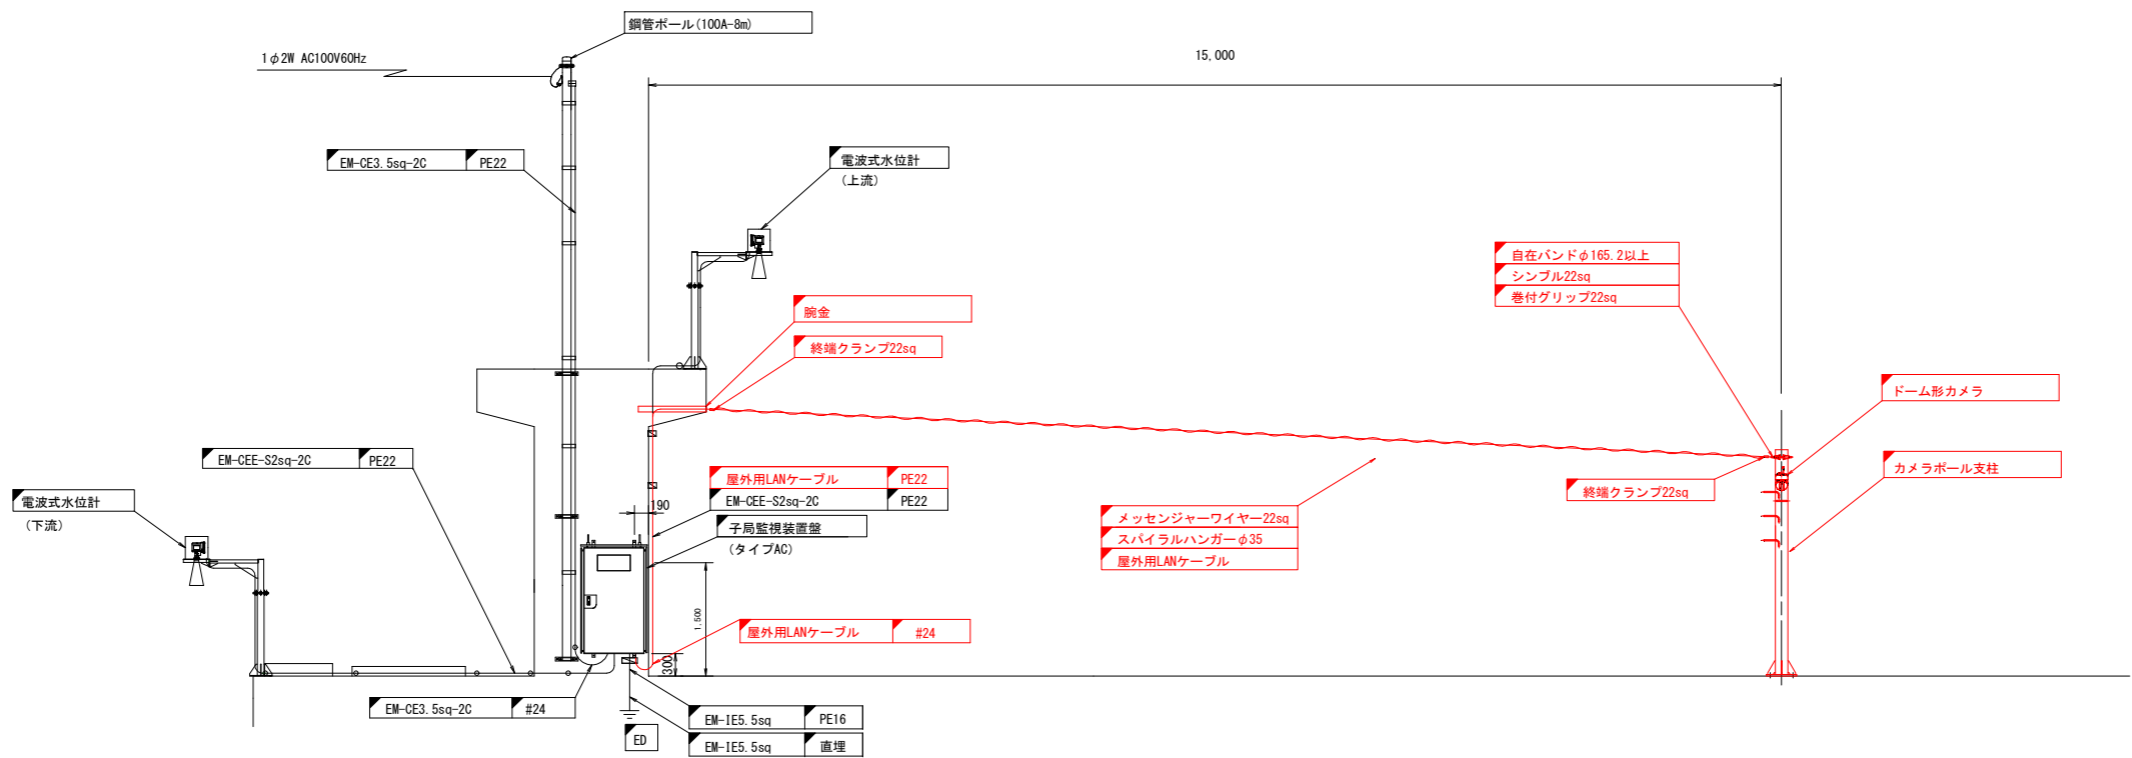 鋼管ポール(100A-8m)
1φ2W AC100V60Hz
15,000
EM-CE3.5sq-2C PE22
電波式水位計
(上流)
自在バンドφ165.2以上
シンブル22sq
巻付グリップ22sq
腕金
終端クランプ22sq
ドーム形カメラ
EM-CEE-S2sq-2C PE22
カメラポール支柱
屋外用LANケーブル PE22
EM-CEE-S2sq-2C PE22
190
終端クランプ22sq
電波式水位計
(下流)
子局監視装置盤
(タイプAC)
メッセンジャーワイヤー22sq
スパイラルハンガーφ35
屋外用LANケーブル
1,500
屋外用LANケーブル #24
300
EM-CE3.5sq-2C #24
EM-IE5.5sq PE16
ED
EM-IE5.5sq 直埋